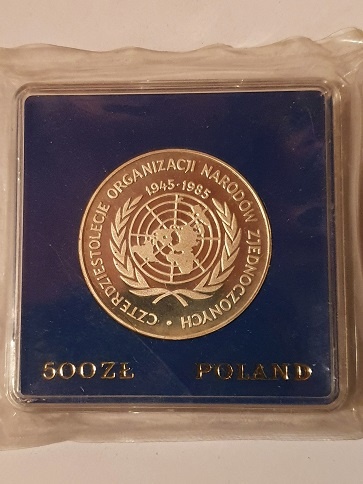 CZTERDZIESTOLECIE ORGANIZACJI NARODÓW ZJEDNOCZONYCH
1945-1985
500 ZŁ POLAND